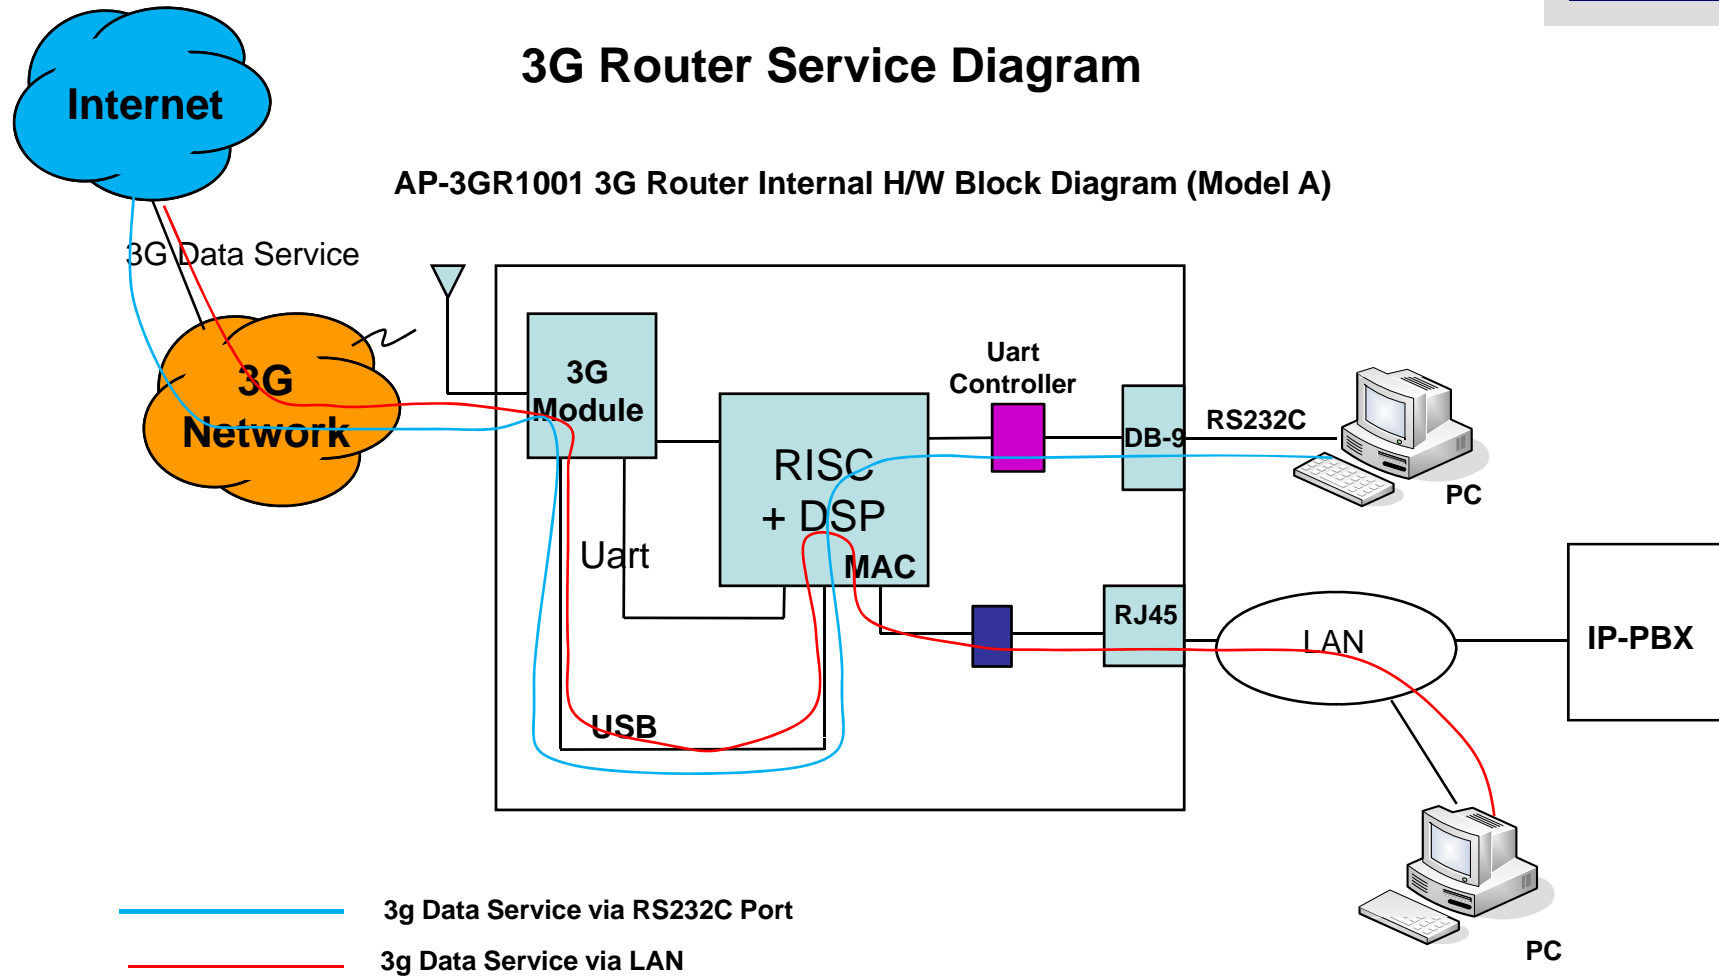 3G Router Service Diagram
Internet
AP-3GR1001 3G Router Internal H/W Block Diagram (Model A)
3G Data Service
3G
Network
3G
Module
Uart
Controller
RISC
+ DSP
MAC
DB-9
RS232C
PC
Uart
RJ45
LAN
IP-PBX
USB
PC
3g Data Service via RS232C Port
3g Data Service via LAN